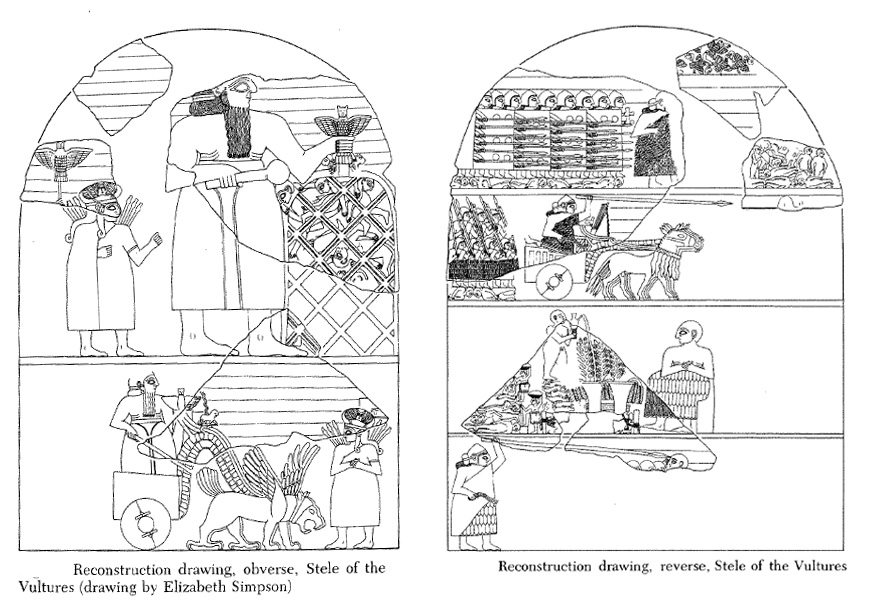 Reconstruction drawing, obverse, Stele of the
Vultures (drawing by Elizabeth Simpson)
Reconstruction drawing, reverse, Stele of the Vultures